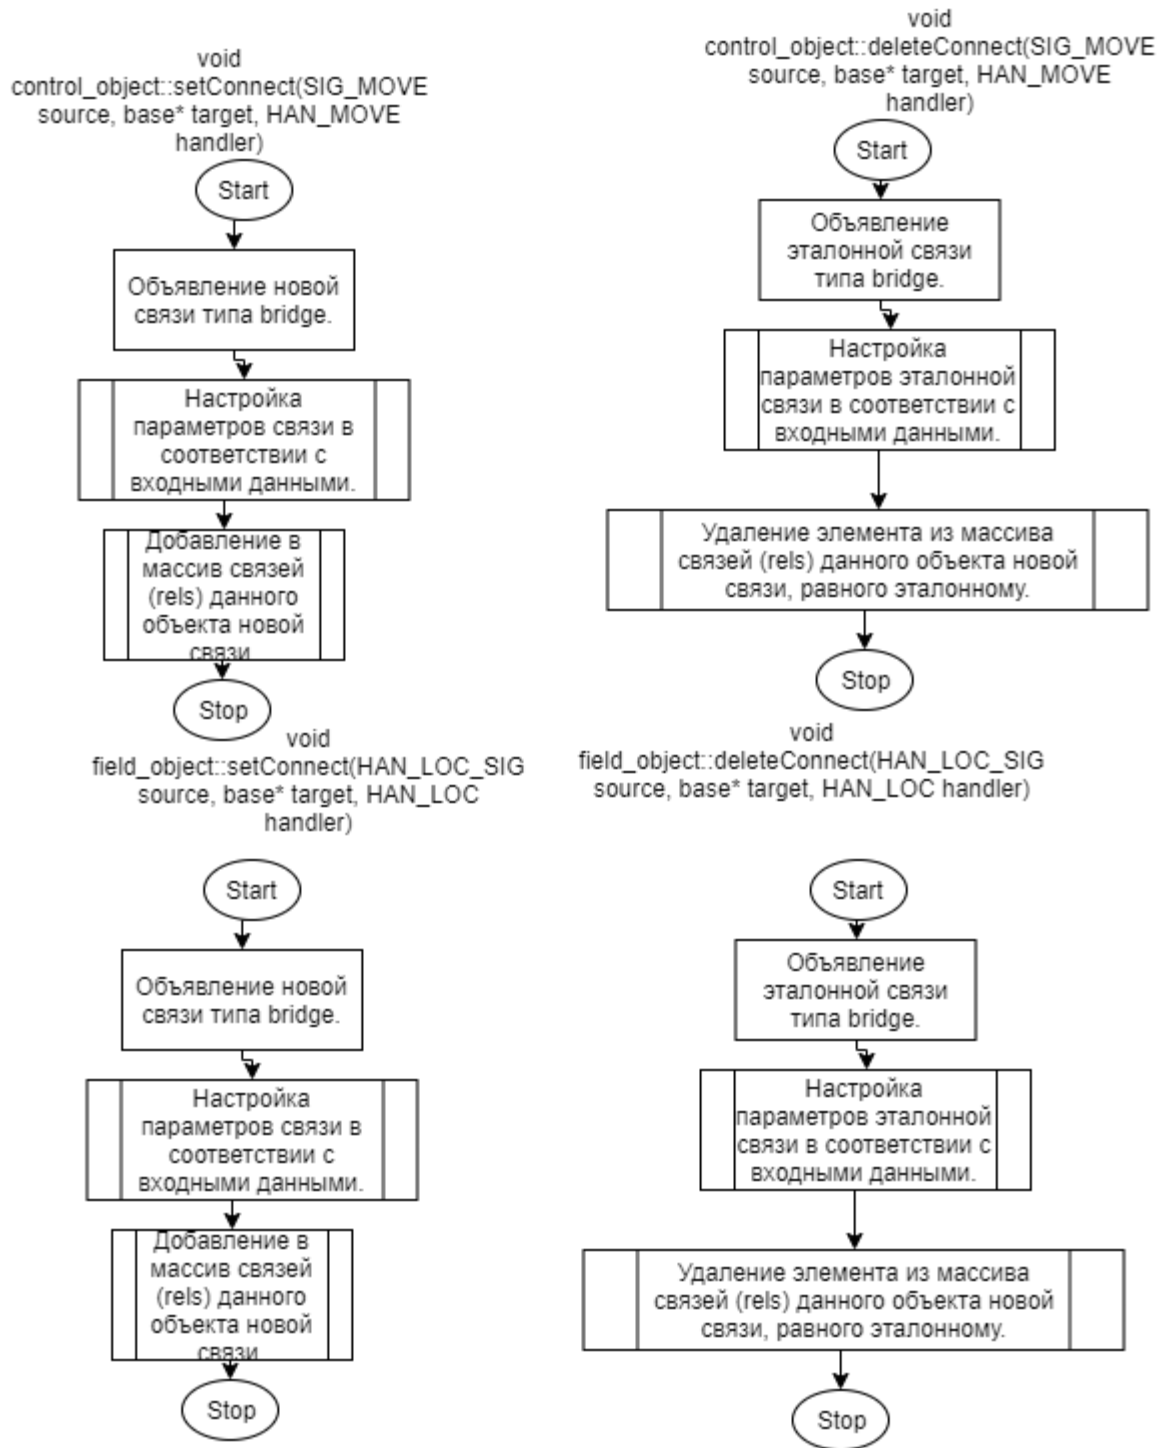 void
control_object::setConnect(SIG_MOVE
source, base* target, HAN_MOVE
handler)
Start
Объявление новой
связи типа bridge.
Настройка
параметров связи в
соответствии с
входными данными.
Добавление в
массив связей
(rels) данного
объекта новой
связи
Stop
void
control_object::deleteConnect(SIG_MOVE
source, base* target, HAN_MOVE
handler)
Start
Объявление
эталонной связи
типа bridge.
Настройка
параметров эталонной
связи в соответствии с
входными данными.
Удаление элемента из массива
связей (rels) данного объекта новой
связи, равного эталонному.
Stop
void
field_object::setConnect(HAN_LOC_SIG
source, base* target, HAN_LOC
handler)
Start
Объявление новой
связи типа bridge.
Настройка
параметров связи в
соответствии с
входными данными.
Добавление в
массив связей
(rels) данного
объекта новой
связи
Stop
void
field_object::deleteConnect(HAN_LOC_SIG
source, base* target, HAN_LOC handler)
Start
Объявление
эталонной связи
типа bridge.
Настройка
параметров эталонной
связи в соответствии с
входными данными.
Удаление элемента из массива
связей (rels) данного объекта новой
связи, равного эталонному.
Stop